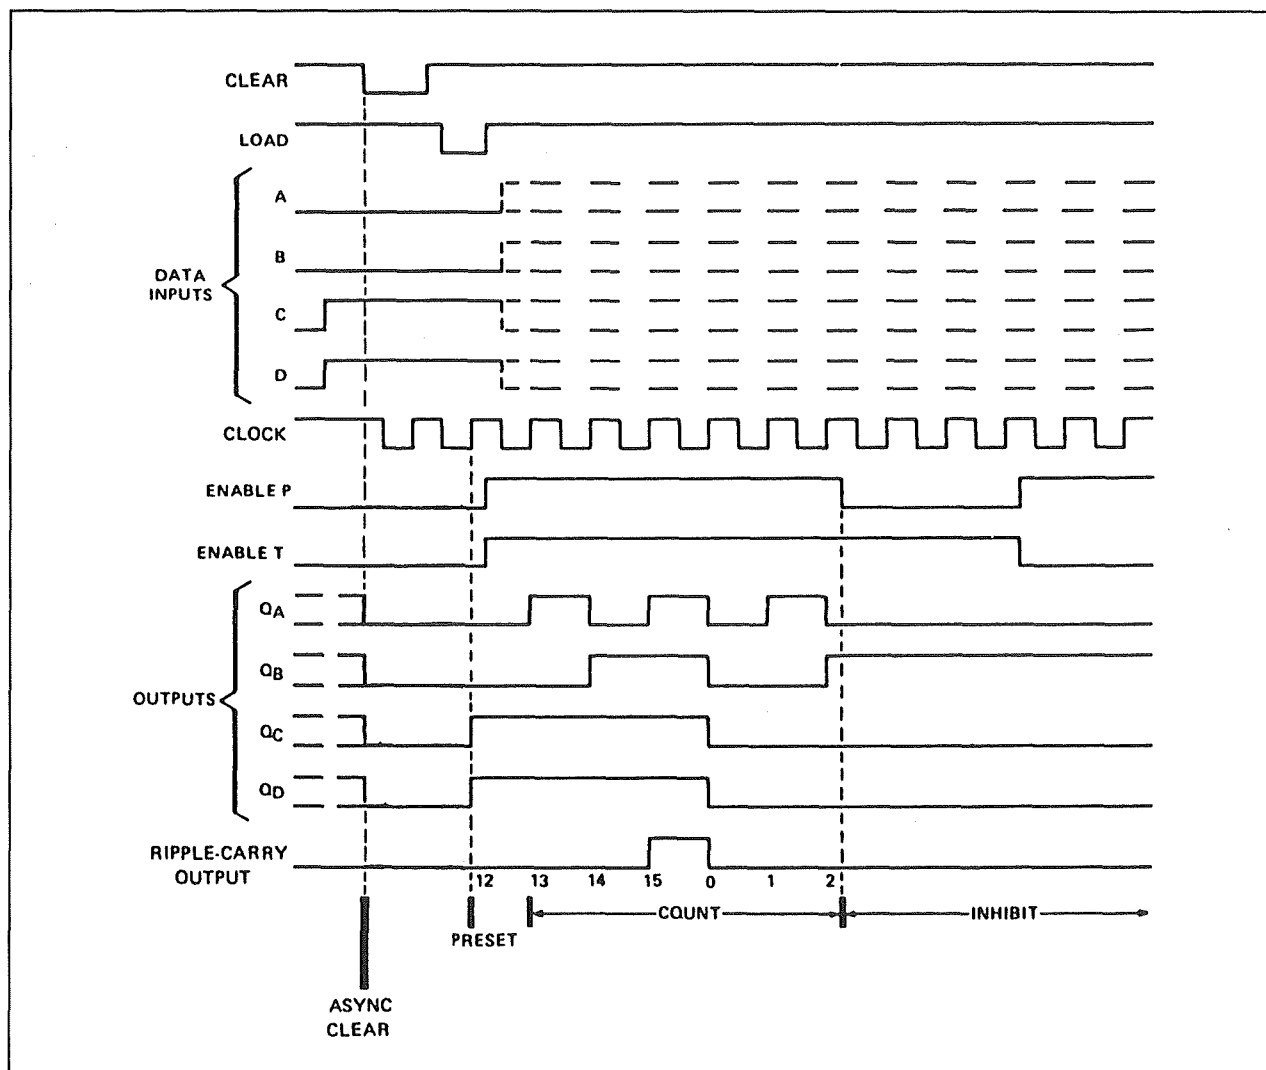 CLEAR
LOAD
A
B
DATA
INPUTS
C
D
CLOCK
ENABLE P
ENABLE T
QA
QB
OUTPUTS
QC
QD
RIPPLE-CARRY
OUTPUT
12 13 14 15 0 1 2
COUNT INHIBIT
PRESET
ASYNC
CLEAR